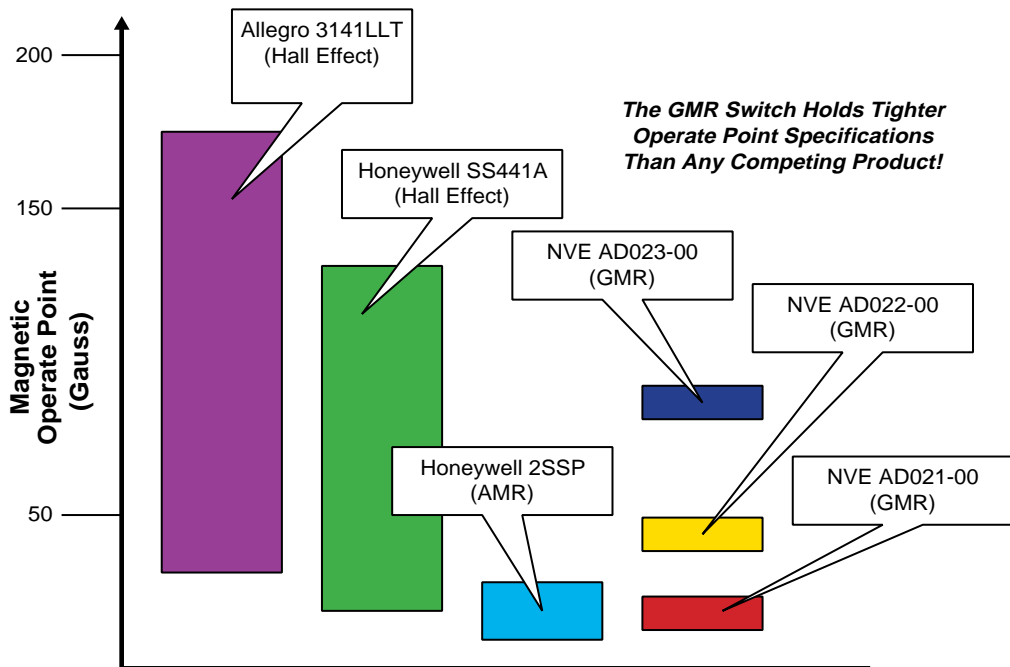 200
150
50
Magnetic
Operate Point
(Gauss)
Allegro 3141LLT
(Hall Effect)
Honeywell SS441A
(Hall Effect)
The GMR Switch Holds Tighter
Operate Point Specifications
Than Any Competing Product!
NVE AD023-00
(GMR)
NVE AD022-00
(GMR)
Honeywell 2SSP
(AMR)
NVE AD021-00
(GMR)